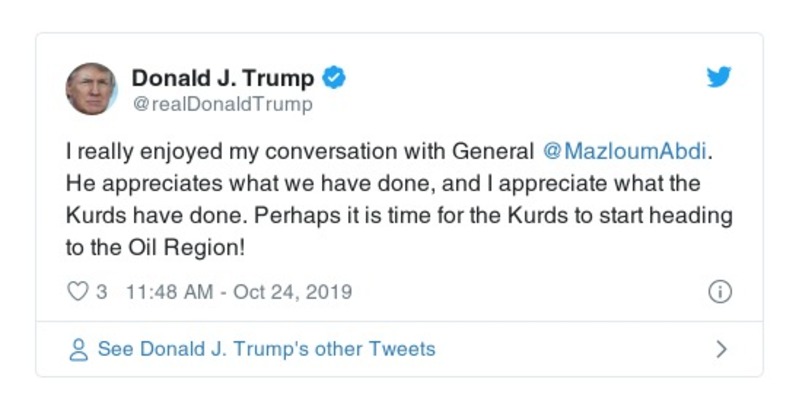 Donald J. Trump
@realDonaldTrump
I really enjoyed my conversation with General @MazloumAbdi.
He appreciates what we have done, and I appreciate what the
Kurds have done. Perhaps it is time for the Kurds to start heading
to the Oil Region!
3 11:48 AM - Oct 24, 2019
See Donald J. Trump's other Tweets